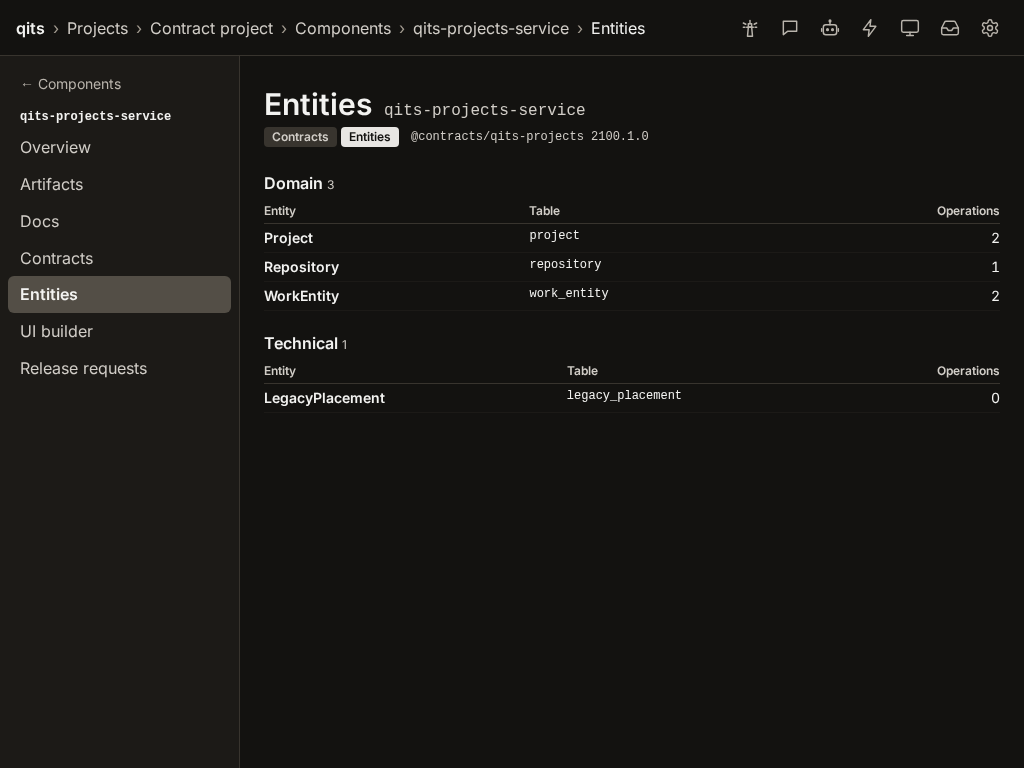 qits › Projects › Contract project › Components › qits-projects-service › Entities
← Components
qits-projects-service
Overview
Artifacts
Docs
Contracts
Entities
UI builder
Release requests
Entities qits-projects-service
Contracts Entities @contracts/qits-projects 2100.1.0
Domain 3
Entity Table Operations
Project project 2
Repository repository 1
WorkEntity work_entity 2
Technical 1
Entity Table Operations
LegacyPlacement legacy_placement 0